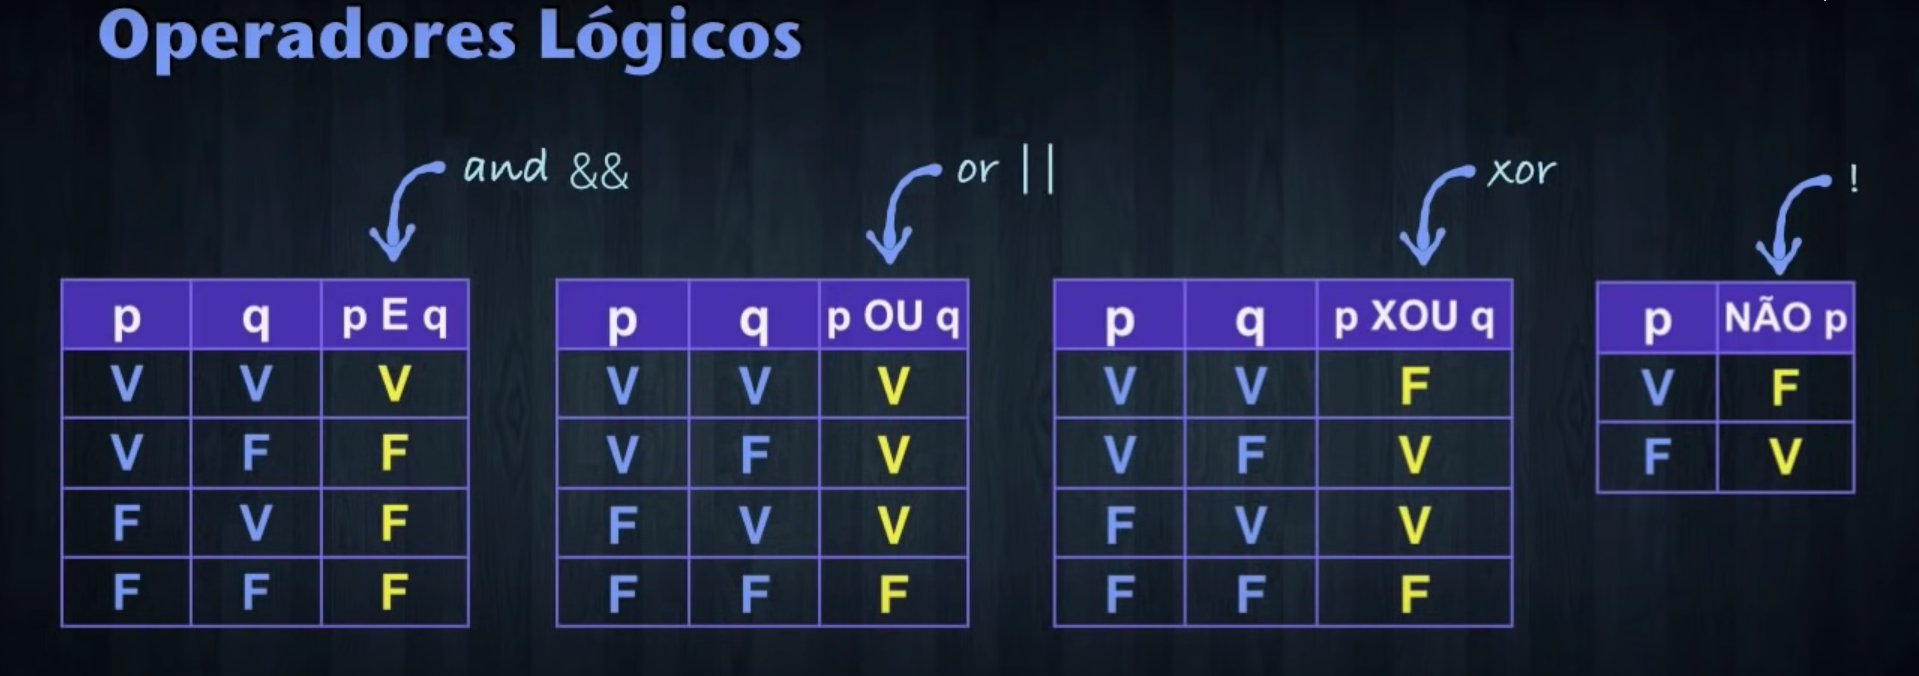 Operadores Lógicos
and &&
or ||
xor
!
p q p E q
V V V
V F F
F V F
F F F
p q p OU q
V V V
V F V
F V V
F F F
p q p XOU q
V V F
V F V
F V V
F F F
p NÃO p
V F
F V